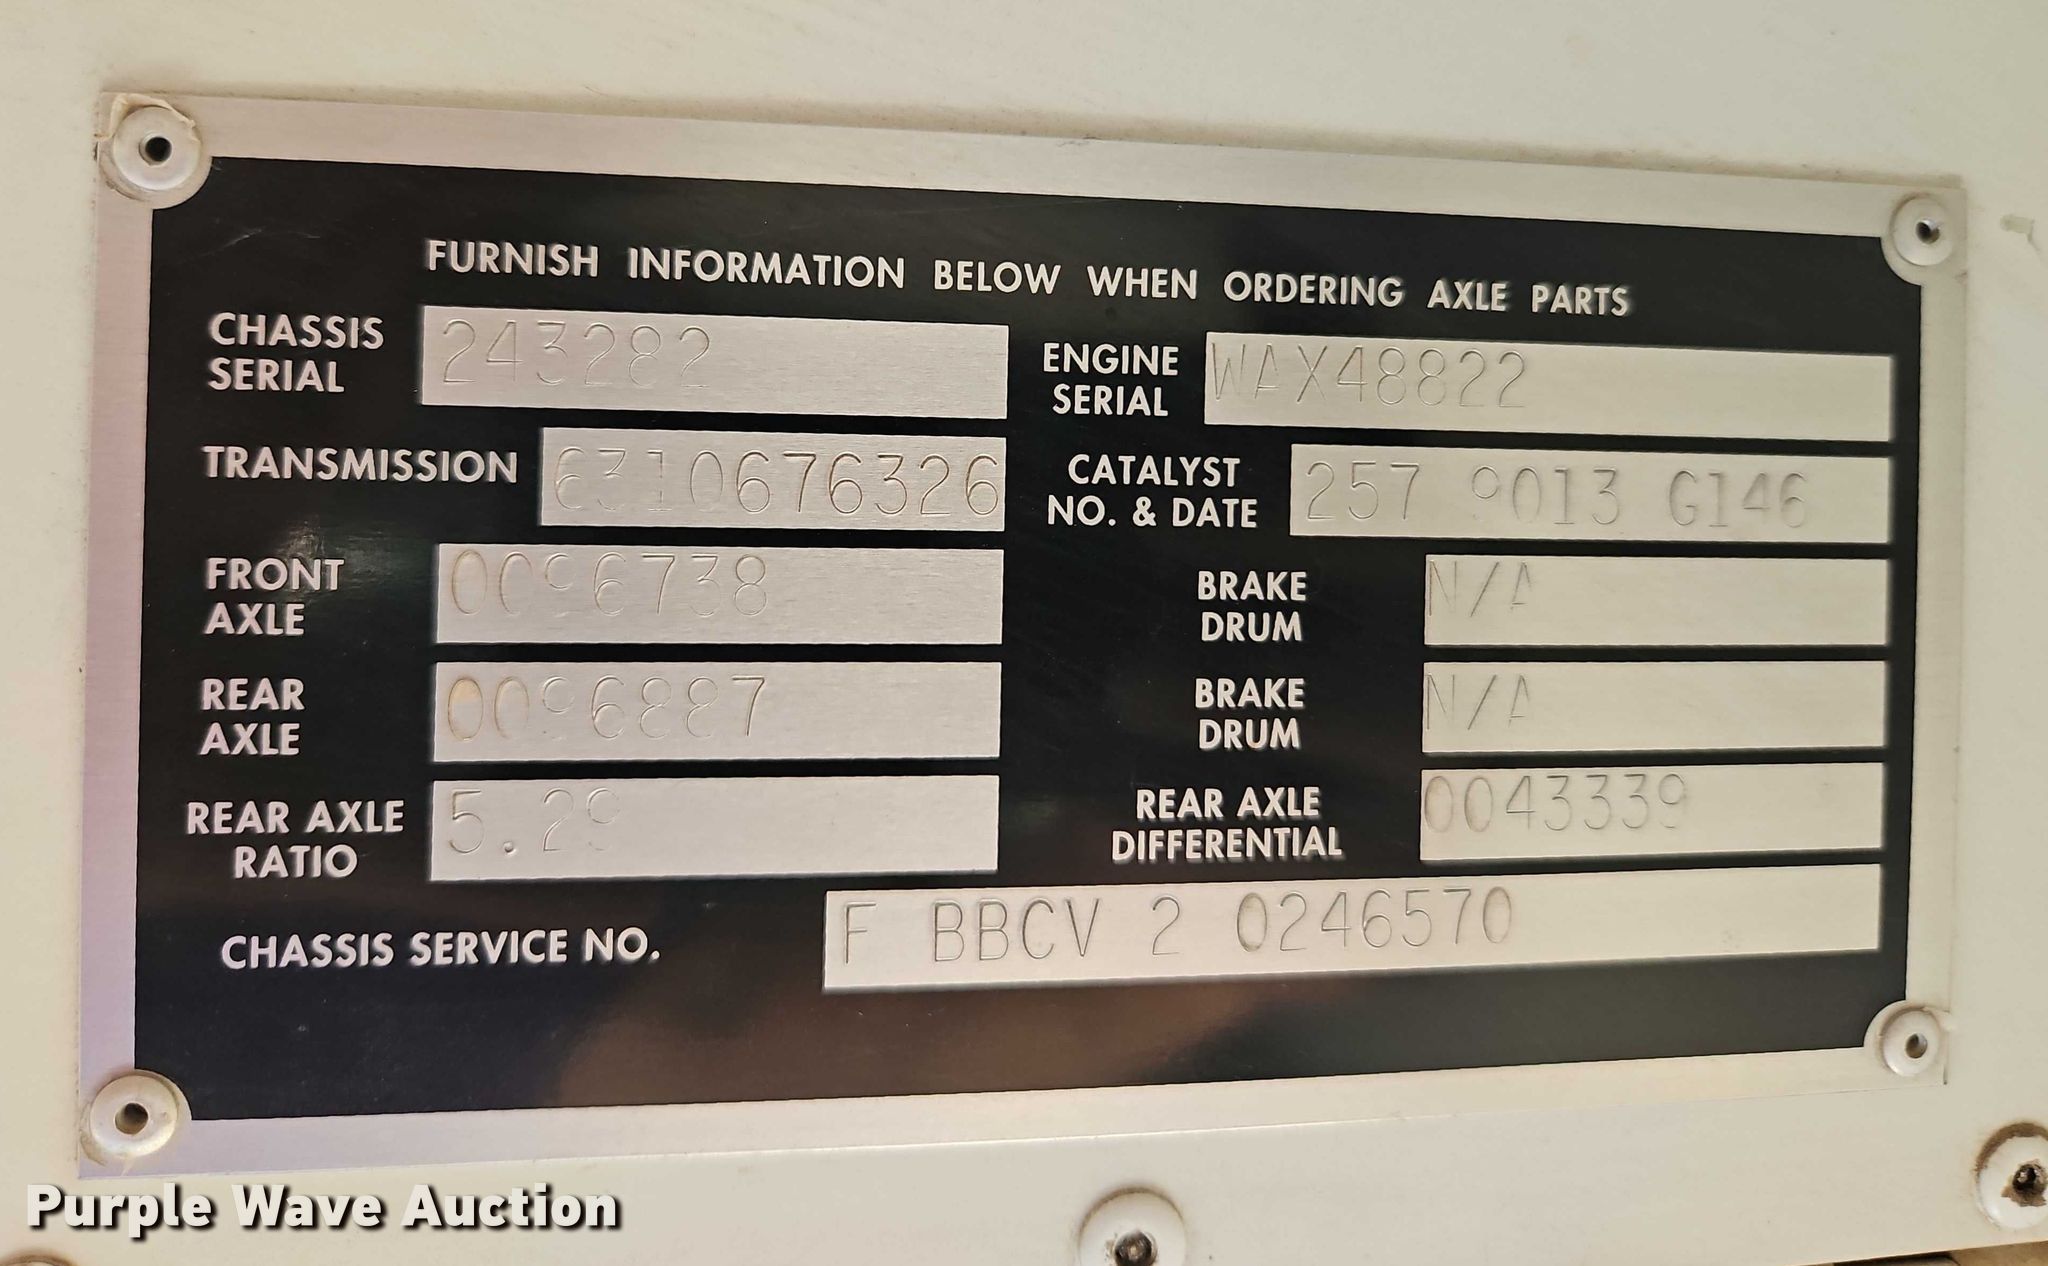 FURNISH INFORMATION BELOW WHEN ORDERING AXLE PARTS
CHASSIS SERIAL 243282
ENGINE SERIAL WAX48822
TRANSMISSION 6310676326
CATALYST NO. & DATE 257 9013 G146
FRONT AXLE 0096738
BRAKE DRUM N/A
REAR AXLE 0096887
BRAKE DRUM N/A
REAR AXLE RATIO 5.29
REAR AXLE DIFFERENTIAL 0043339
CHASSIS SERVICE NO. F BBCV 2 0246570
Purple Wave Auction